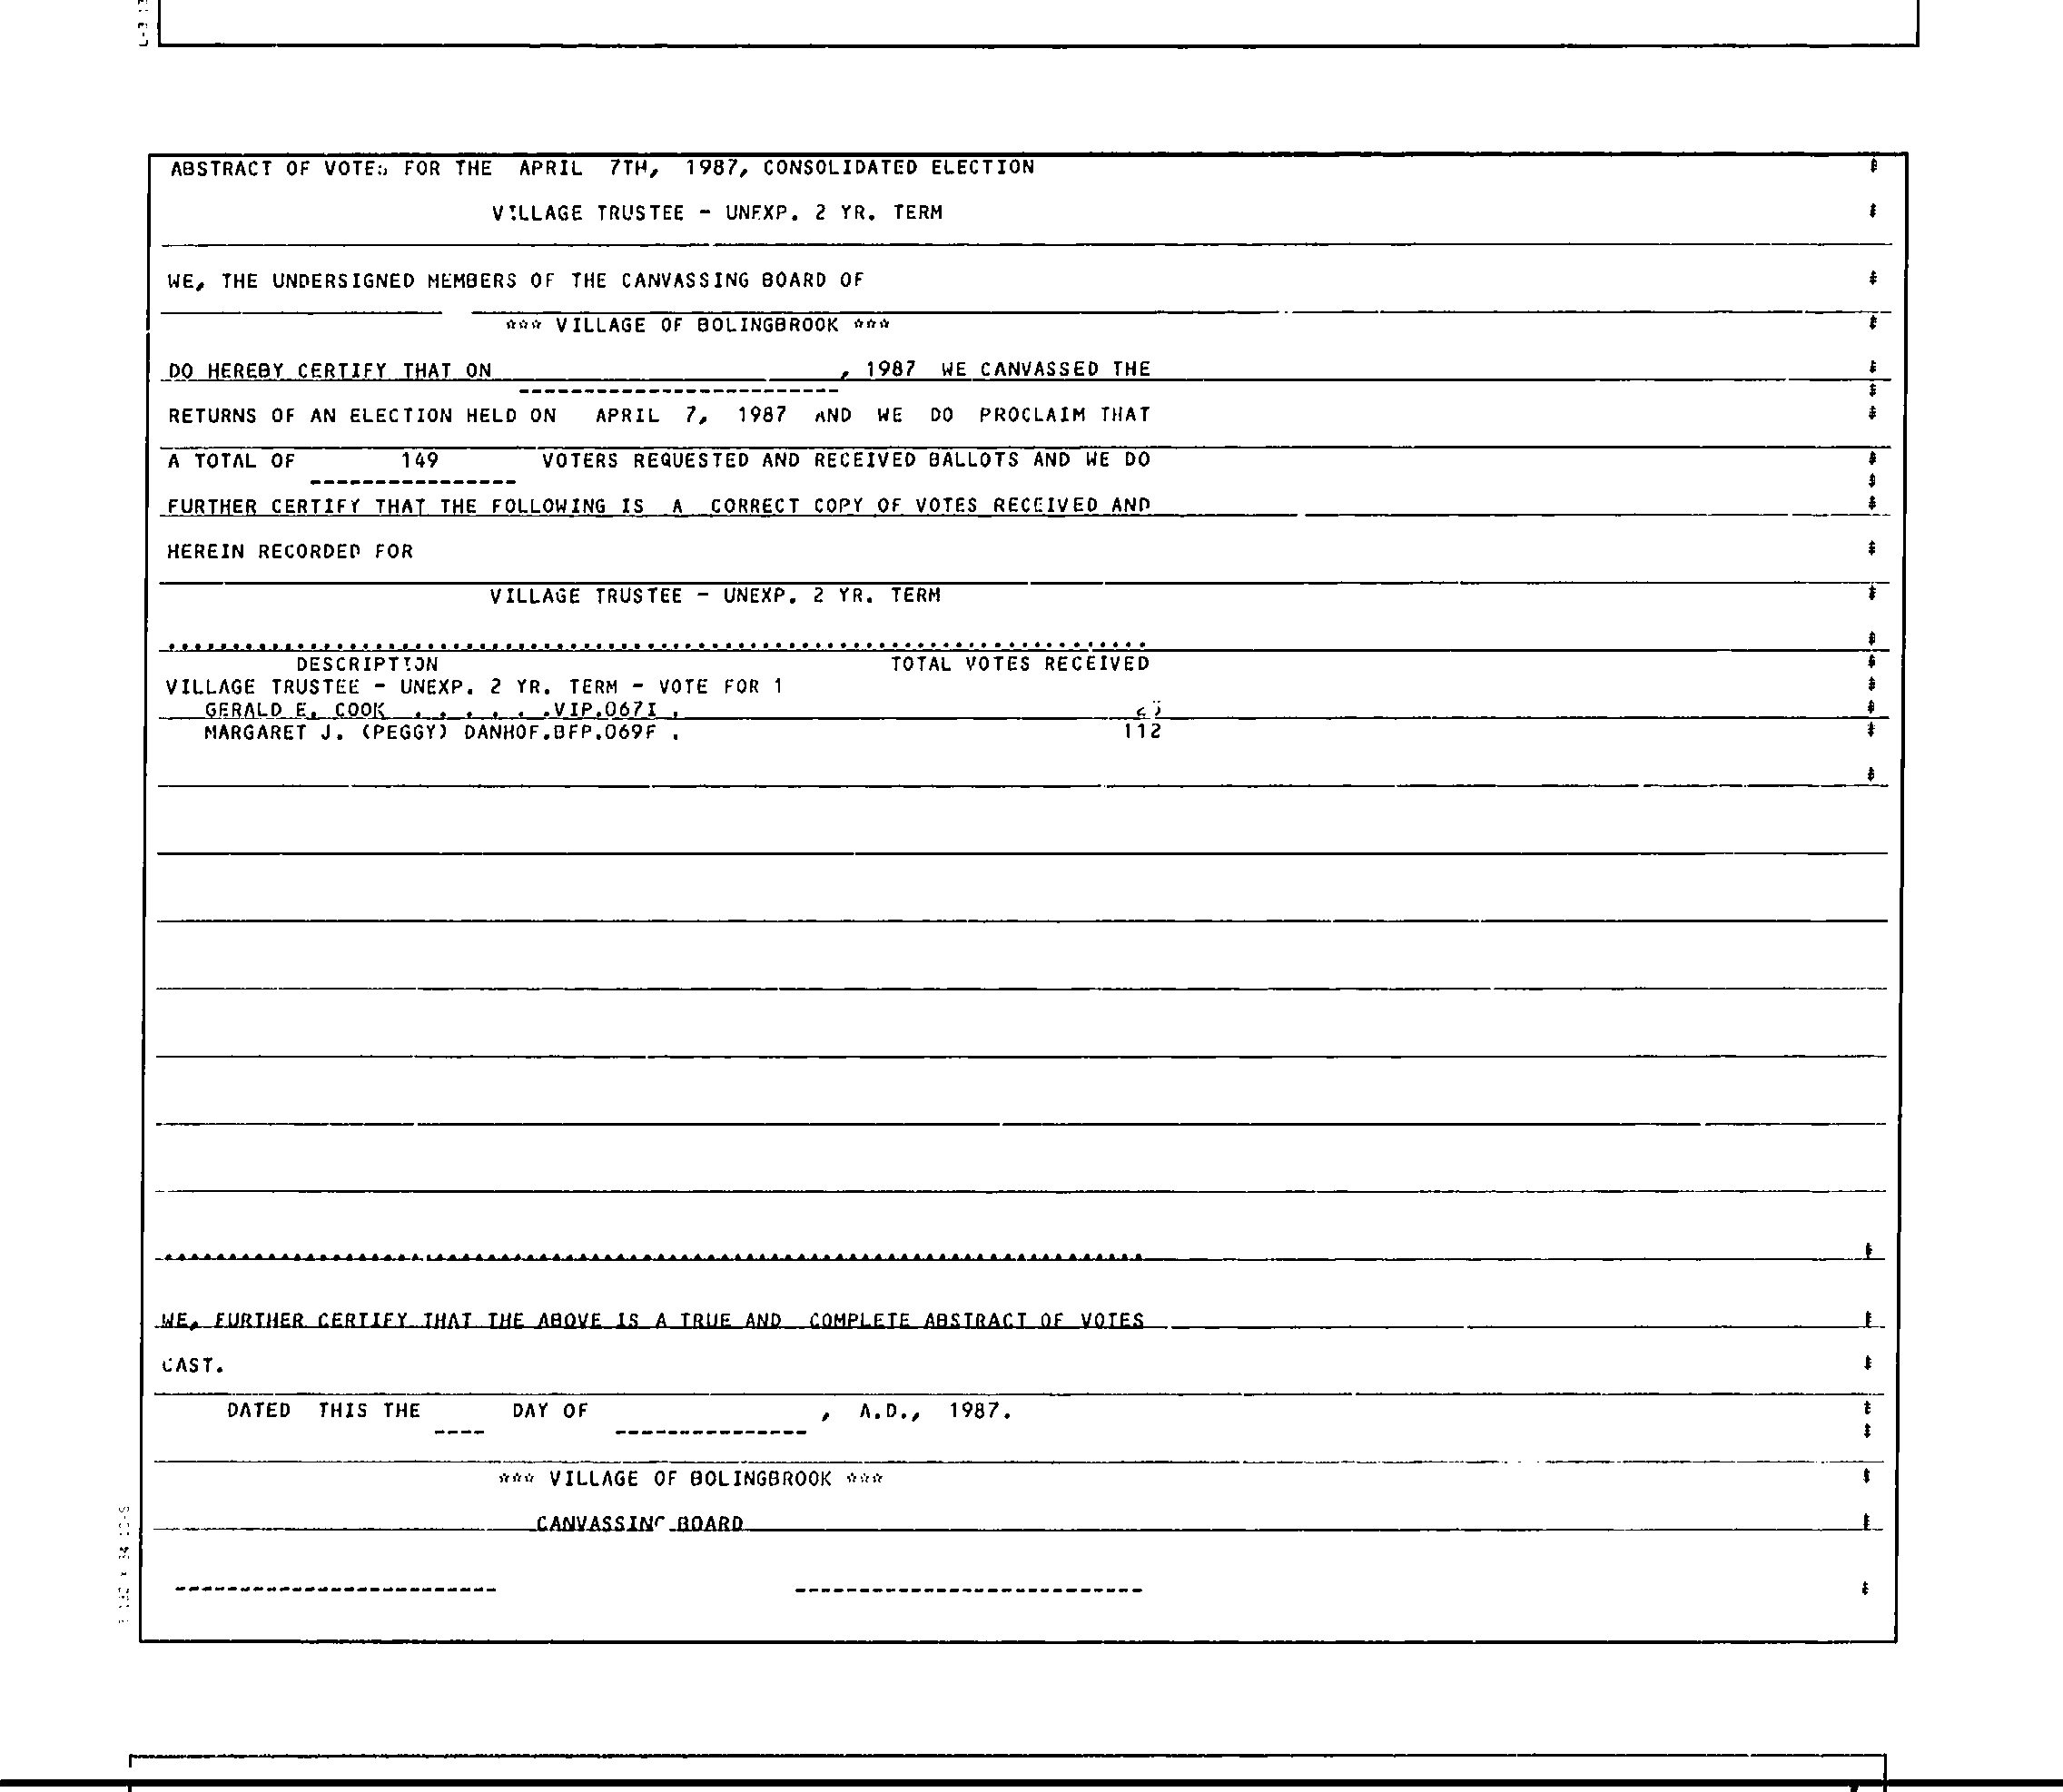 ABSTRACT OF VOTES FOR THE APRIL 7TH, 1987, CONSOLIDATED ELECTION
VILLAGE TRUSTEE - UNEXP. 2 YR. TERM
WE, THE UNDERSIGNED MEMBERS OF THE CANVASSING BOARD OF
*** VILLAGE OF BOLINGBROOK ***
DO HEREBY CERTIFY THAT ON , 1987 WE CANVASSED THE
RETURNS OF AN ELECTION HELD ON APRIL 7, 1987 AND WE DO PROCLAIM THAT
A TOTAL OF 149 VOTERS REQUESTED AND RECEIVED BALLOTS AND WE DO
FURTHER CERTIFY THAT THE FOLLOWING IS A CORRECT COPY OF VOTES RECEIVED AND
HEREIN RECORDED FOR
VILLAGE TRUSTEE - UNEXP. 2 YR. TERM
DESCRIPTION TOTAL VOTES RECEIVED
VILLAGE TRUSTEE - UNEXP. 2 YR. TERM - VOTE FOR 1
GERALD E. COOK . . . . . .VIP.067I .
MARGARET J. (PEGGY) DANHOF.BFP.069F . 112
WE, FURTHER CERTIFY THAT THE ABOVE IS A TRUE AND COMPLETE ABSTRACT OF VOTES
CAST.
DATED THIS THE DAY OF , A.D., 1987.
*** VILLAGE OF BOLINGBROOK ***
CANVASSING BOARD